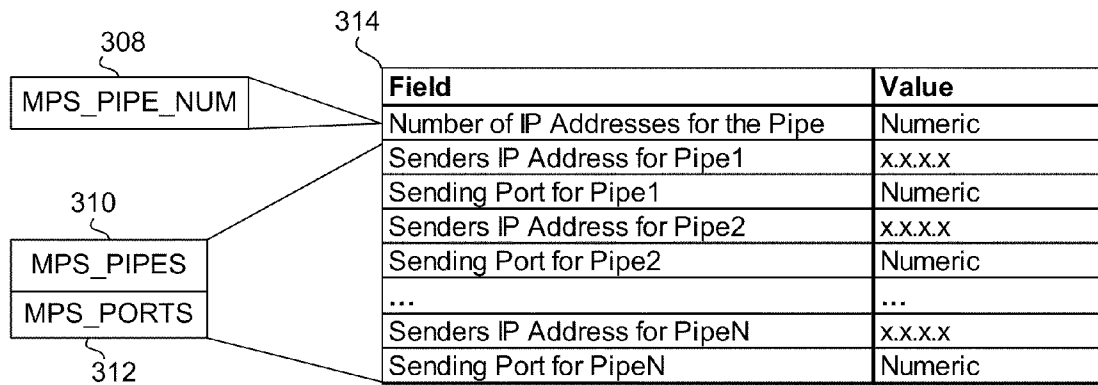 308
MPS_PIPE_NUM
310
MPS_PIPES
MPS_PORTS
312
314
Field Value
Number of IP Addresses for the Pipe Numeric
Senders IP Address for Pipe1 x.x.x.x
Sending Port for Pipe1 Numeric
Senders IP Address for Pipe2 x.x.x.x
Sending Port for Pipe2 Numeric
... ...
Senders IP Address for PipeN x.x.x.x
Sending Port for PipeN Numeric